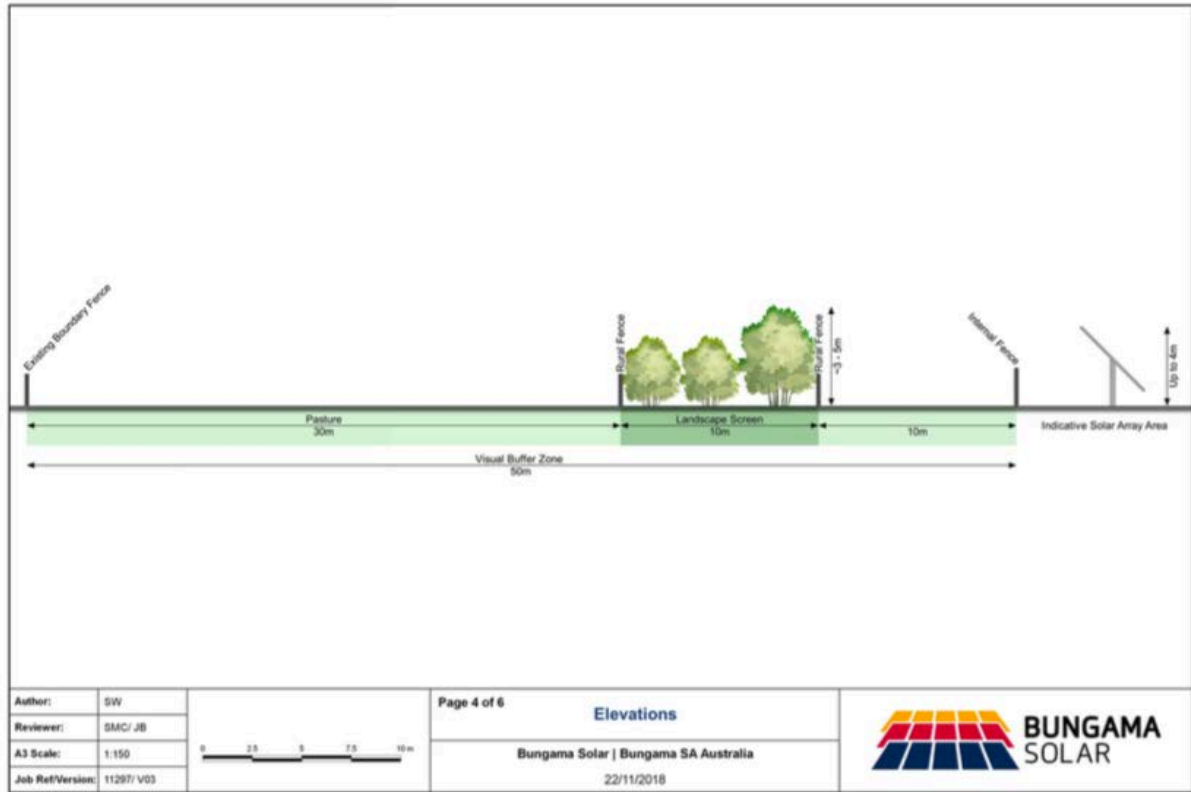 Existing Boundary Fence
Rural Fence
Rural Fence
~3 - 5m
Internal Fence
Up to 4m
Pasture
30m
Landscape Screen
10m
10m
Indicative Solar Array Area
Visual Buffer Zone
50m
Author: SW
Reviewer: SMC/ JB
A3 Scale: 1:150
Job Ref/Version: 11297/ V03
0 2.5 5 7.5 10 m
Page 4 of 6
Elevations
Bungama Solar | Bungama SA Australia
22/11/2018
BUNGAMA
SOLAR